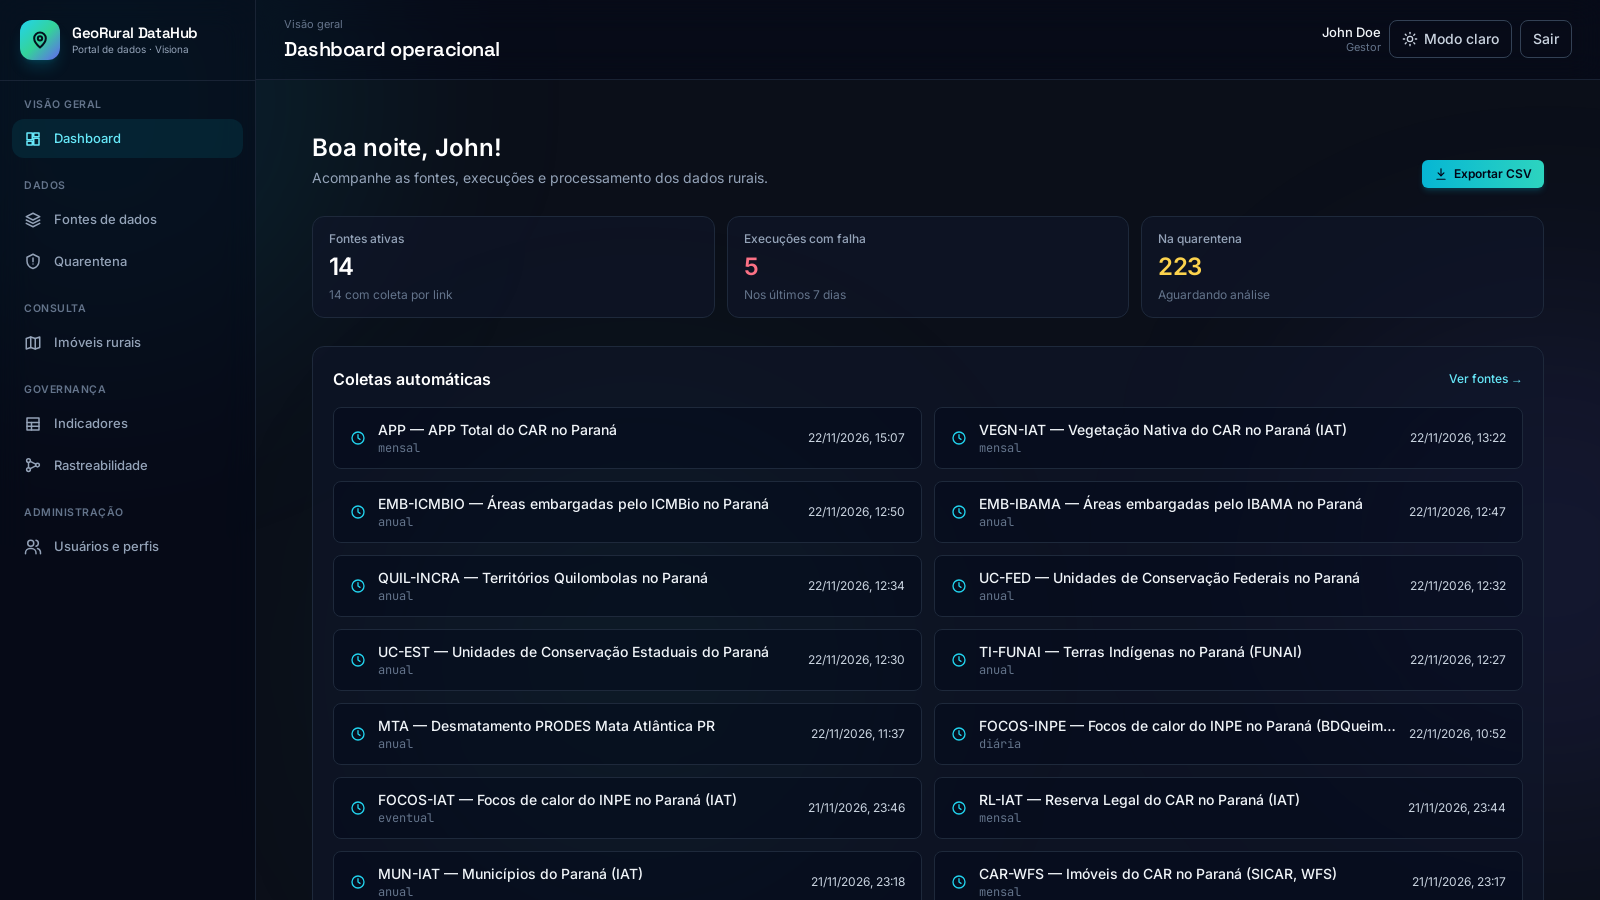 GeoRural DataHub
Portal de dados · Visiona
VISÃO GERAL
Dashboard
DADOS
Fontes de dados
Quarentena
CONSULTA
Imóveis rurais
GOVERNANÇA
Indicadores
Rastreabilidade
ADMINISTRAÇÃO
Usuários e perfis
Visão geral
Dashboard operacional
John Doe
Gestor
Modo claro
Sair
Boa noite, John!
Acompanhe as fontes, execuções e processamento dos dados rurais.
Exportar CSV
Fontes ativas
14
14 com coleta por link
Execuções com falha
5
Nos últimos 7 dias
Na quarentena
223
Aguardando análise
Coletas automáticas
Ver fontes →
APP — APP Total do CAR no Paraná
mensal
22/11/2026, 15:07
VEGN-IAT — Vegetação Nativa do CAR no Paraná (IAT)
mensal
22/11/2026, 13:22
EMB-ICMBIO — Áreas embargadas pelo ICMBio no Paraná
anual
22/11/2026, 12:50
EMB-IBAMA — Áreas embargadas pelo IBAMA no Paraná
anual
22/11/2026, 12:47
QUIL-INCRA — Territórios Quilombolas no Paraná
anual
22/11/2026, 12:34
UC-FED — Unidades de Conservação Federais no Paraná
anual
22/11/2026, 12:32
UC-EST — Unidades de Conservação Estaduais do Paraná
anual
22/11/2026, 12:30
TI-FUNAI — Terras Indígenas no Paraná (FUNAI)
anual
22/11/2026, 12:27
MTA — Desmatamento PRODES Mata Atlântica PR
anual
22/11/2026, 11:37
FOCOS-INPE — Focos de calor do INPE no Paraná (BDQueim...
diária
22/11/2026, 10:52
FOCOS-IAT — Focos de calor do INPE no Paraná (IAT)
eventual
21/11/2026, 23:46
RL-IAT — Reserva Legal do CAR no Paraná (IAT)
mensal
21/11/2026, 23:44
MUN-IAT — Municípios do Paraná (IAT)
anual
21/11/2026, 23:18
CAR-WFS — Imóveis do CAR no Paraná (SICAR, WFS)
mensal
21/11/2026, 23:17